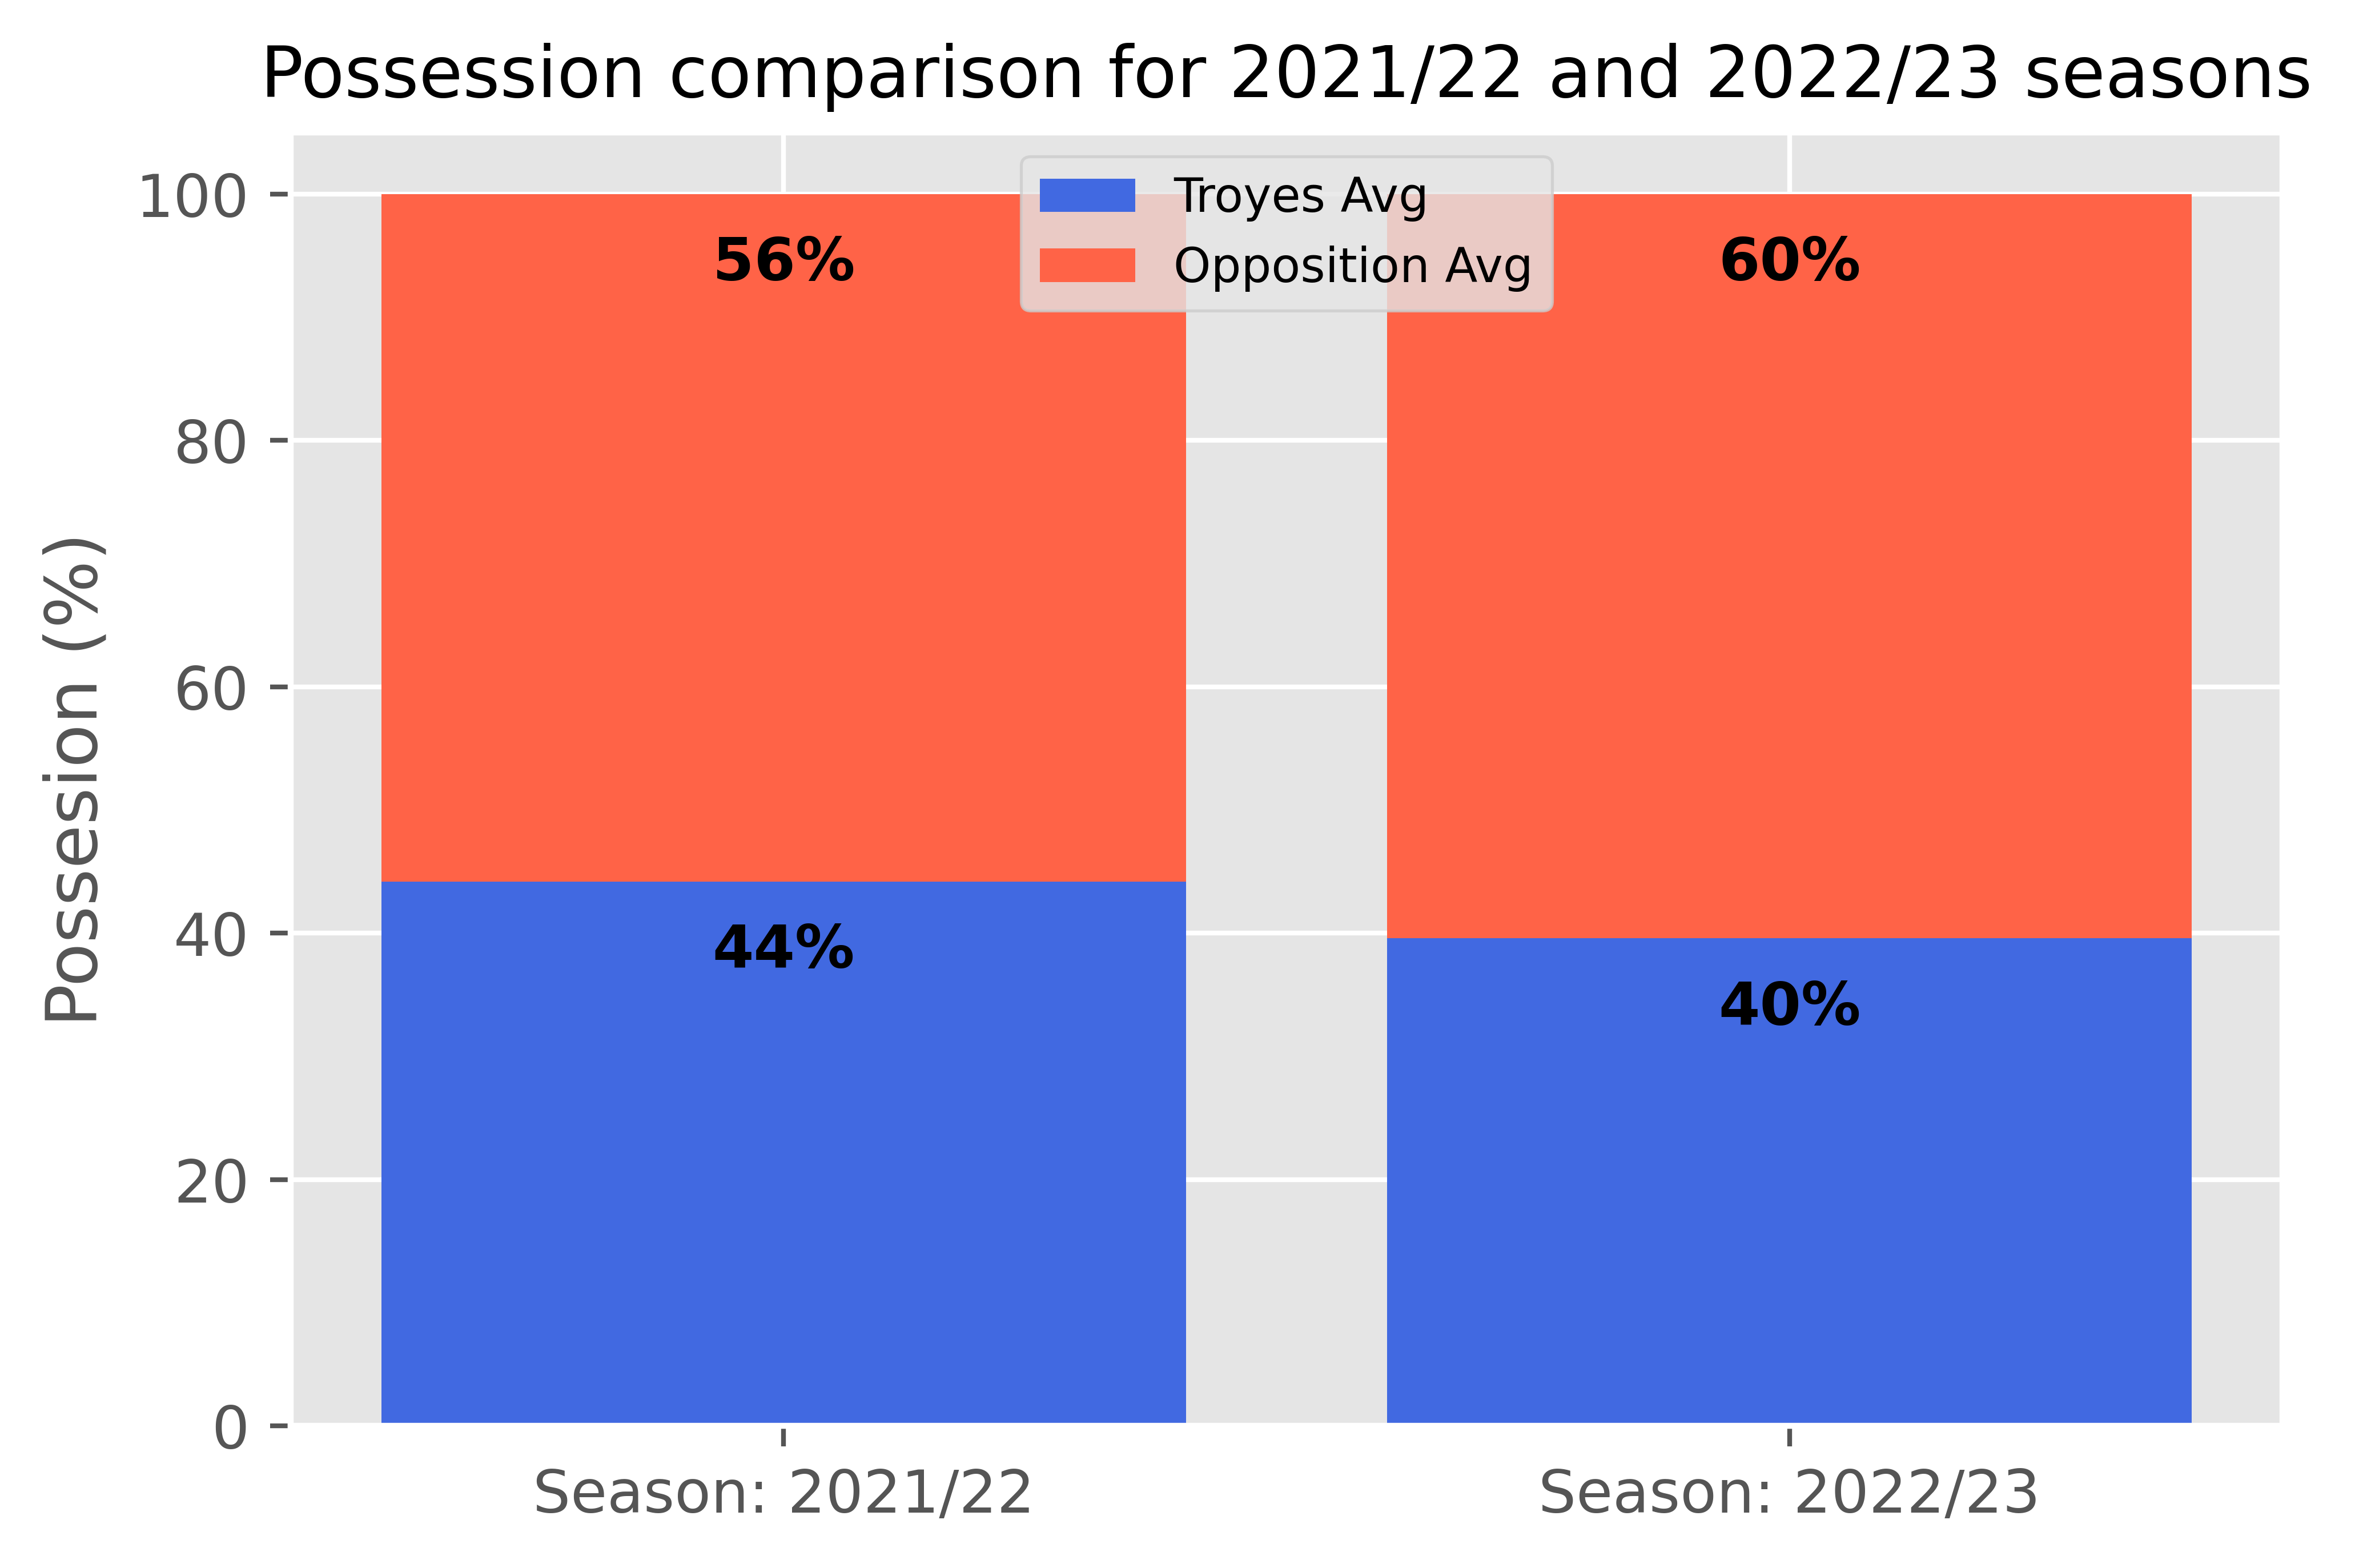 Possession comparison for 2021/22 and 2022/23 seasons
Troyes Avg
Opposition Avg
56%
60%
44%
40%
Possession (%)
100
80
60
40
20
0
Season: 2021/22
Season: 2022/23